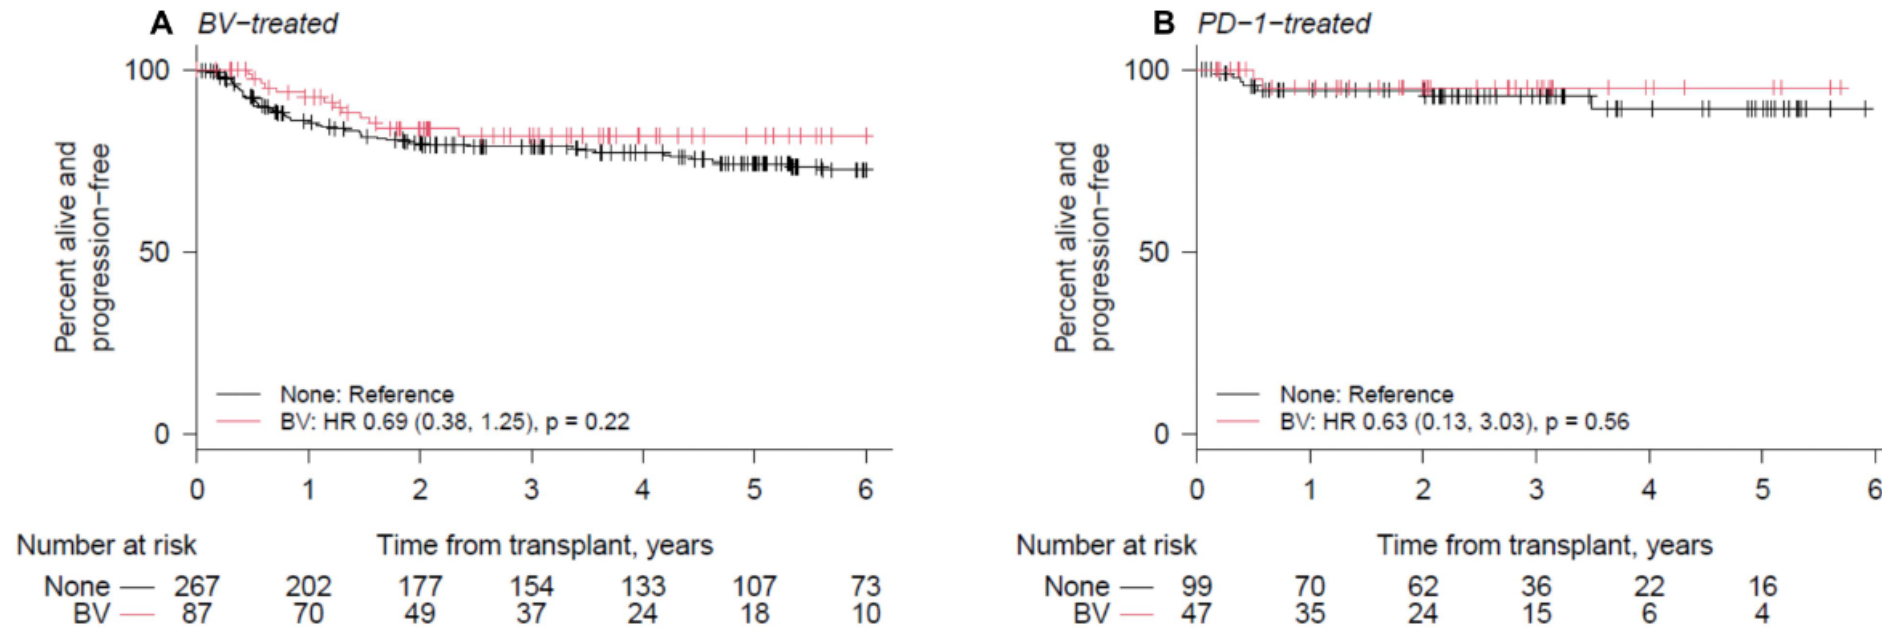 A BV−treated
100
50
0
Percent alive and
progression−free
None: Reference
BV: HR 0.69 (0.38, 1.25), p = 0.22
0 1 2 3 4 5 6
Number at risk Time from transplant, years
None 267 202 177 154 133 107 73
BV 87 70 49 37 24 18 10
B PD−1−treated
100
50
0
Percent alive and
progression−free
None: Reference
BV: HR 0.63 (0.13, 3.03), p = 0.56
0 1 2 3 4 5 6
Number at risk Time from transplant, years
None 99 70 62 36 22 16
BV 47 35 24 15 6 4